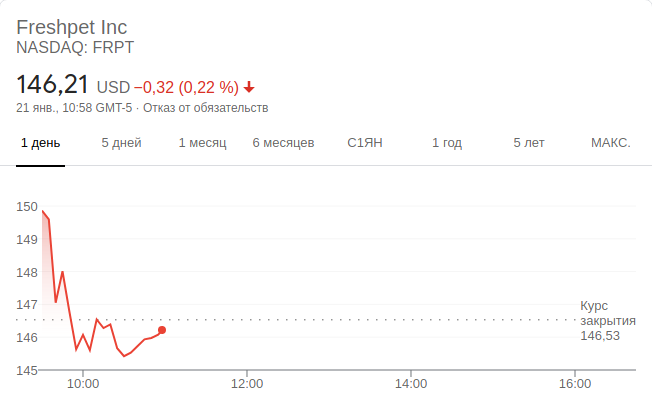 Freshpet Inc
NASDAQ: FRPT
146,21 USD −0,32 (0,22 %)
21 янв., 10:58 GMT-5 · Отказ от обязательств
1 день 5 дней 1 месяц 6 месяцев С1ЯН 1 год 5 лет МАКС.
150
149
148
147
146
145
Курс
закрытия
146,53
10:00 12:00 14:00 16:00